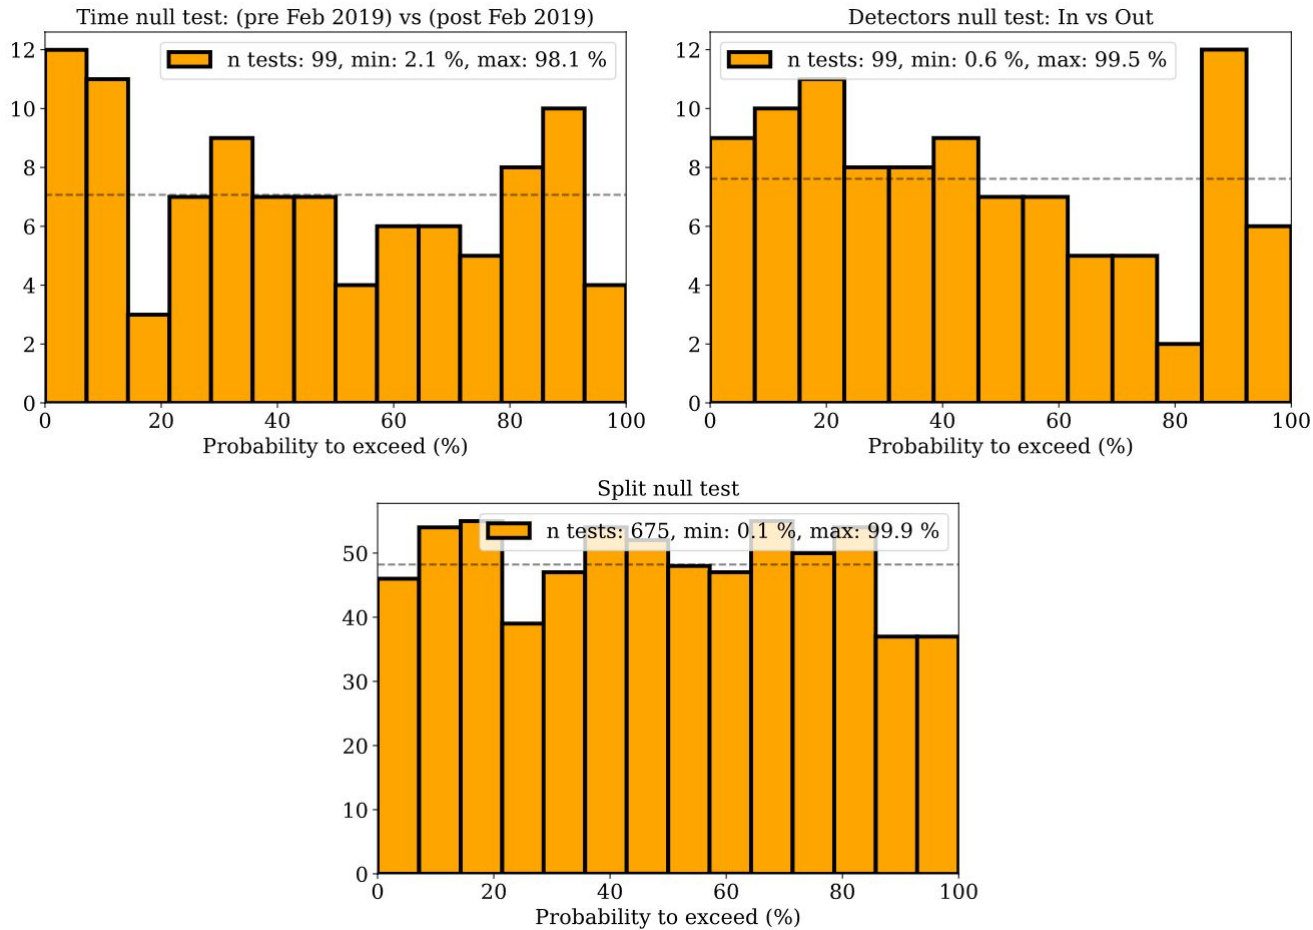 Time null test: (pre Feb 2019) vs (post Feb 2019)
n tests: 99, min: 2.1 %, max: 98.1 %
12
10
8
6
4
2
0
0 20 40 60 80 100
Probability to exceed (%)
Detectors null test: In vs Out
n tests: 99, min: 0.6 %, max: 99.5 %
12
10
8
6
4
2
0
0 20 40 60 80 100
Probability to exceed (%)
Split null test
n tests: 675, min: 0.1 %, max: 99.9 %
50
40
30
20
10
0
0 20 40 60 80 100
Probability to exceed (%)